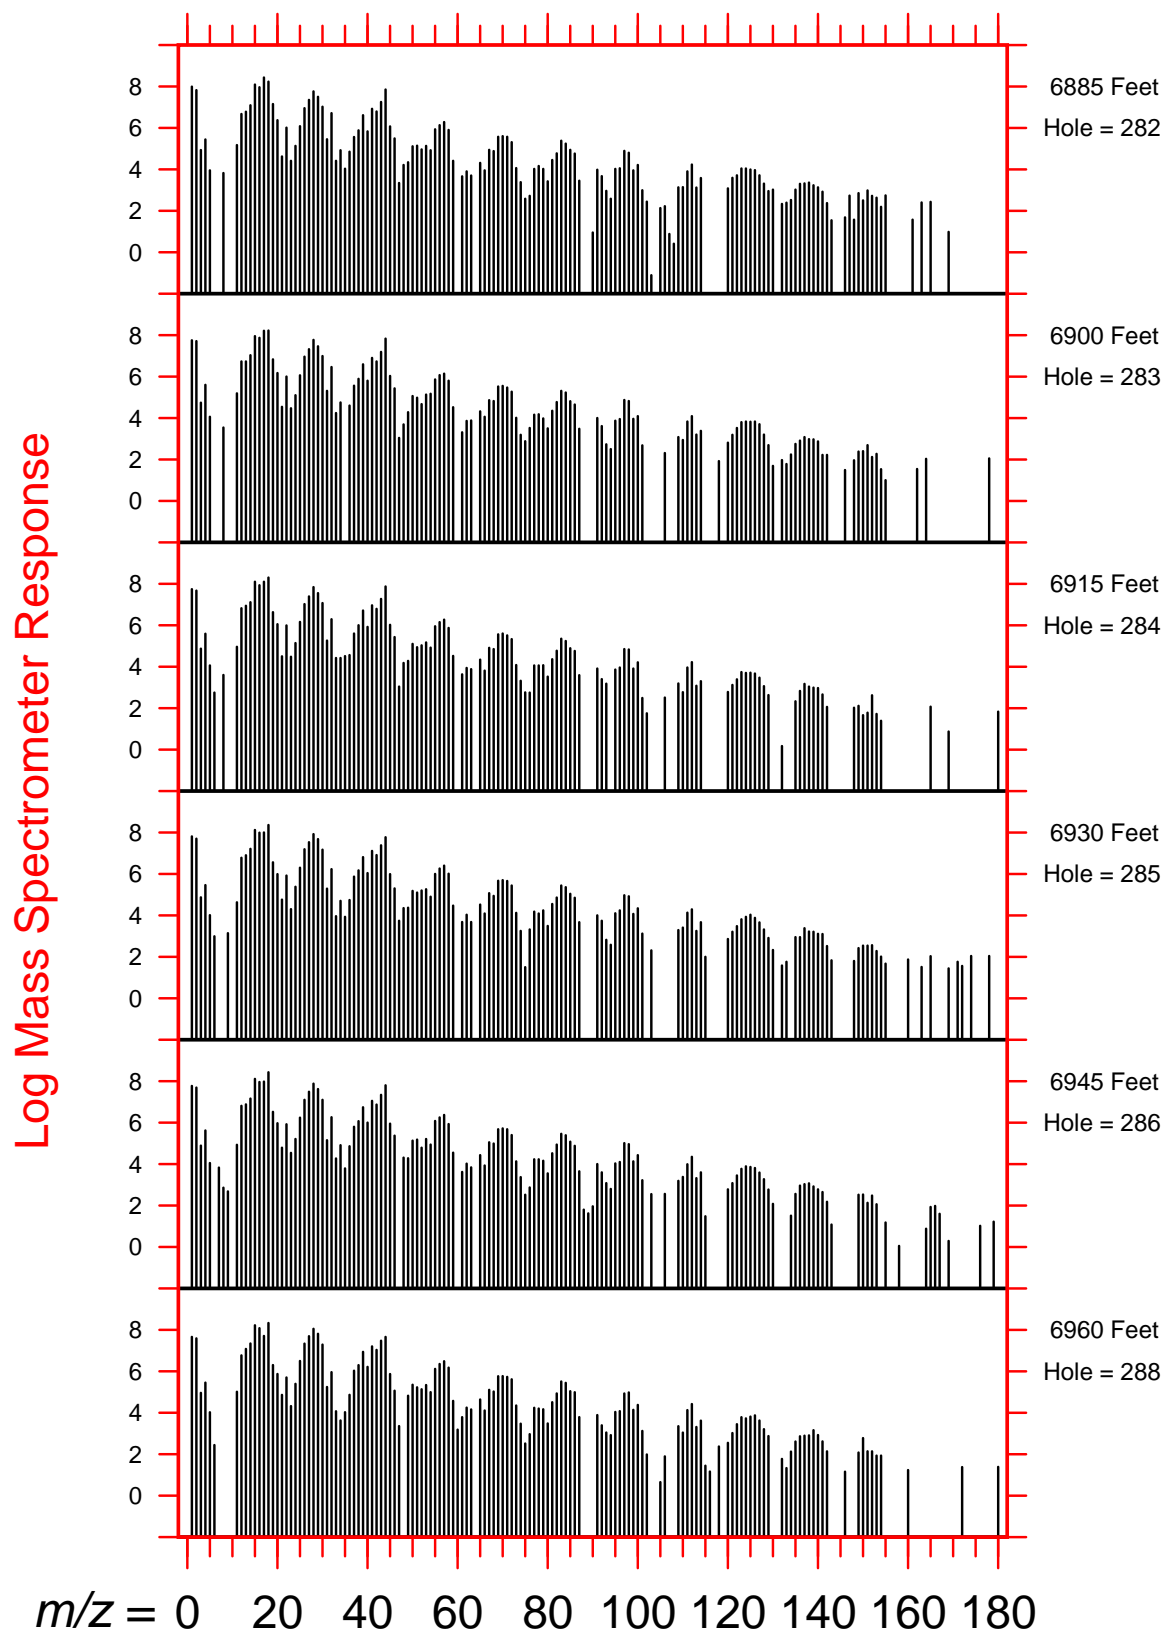 Log Mass Spectrometer Response
8
6
4
2
0
6885 Feet
Hole = 282
8
6
4
2
0
6900 Feet
Hole = 283
8
6
4
2
0
6915 Feet
Hole = 284
8
6
4
2
0
6930 Feet
Hole = 285
8
6
4
2
0
6945 Feet
Hole = 286
8
6
4
2
0
6960 Feet
Hole = 288
m/z = 0 20 40 60 80 100 120 140 160 180